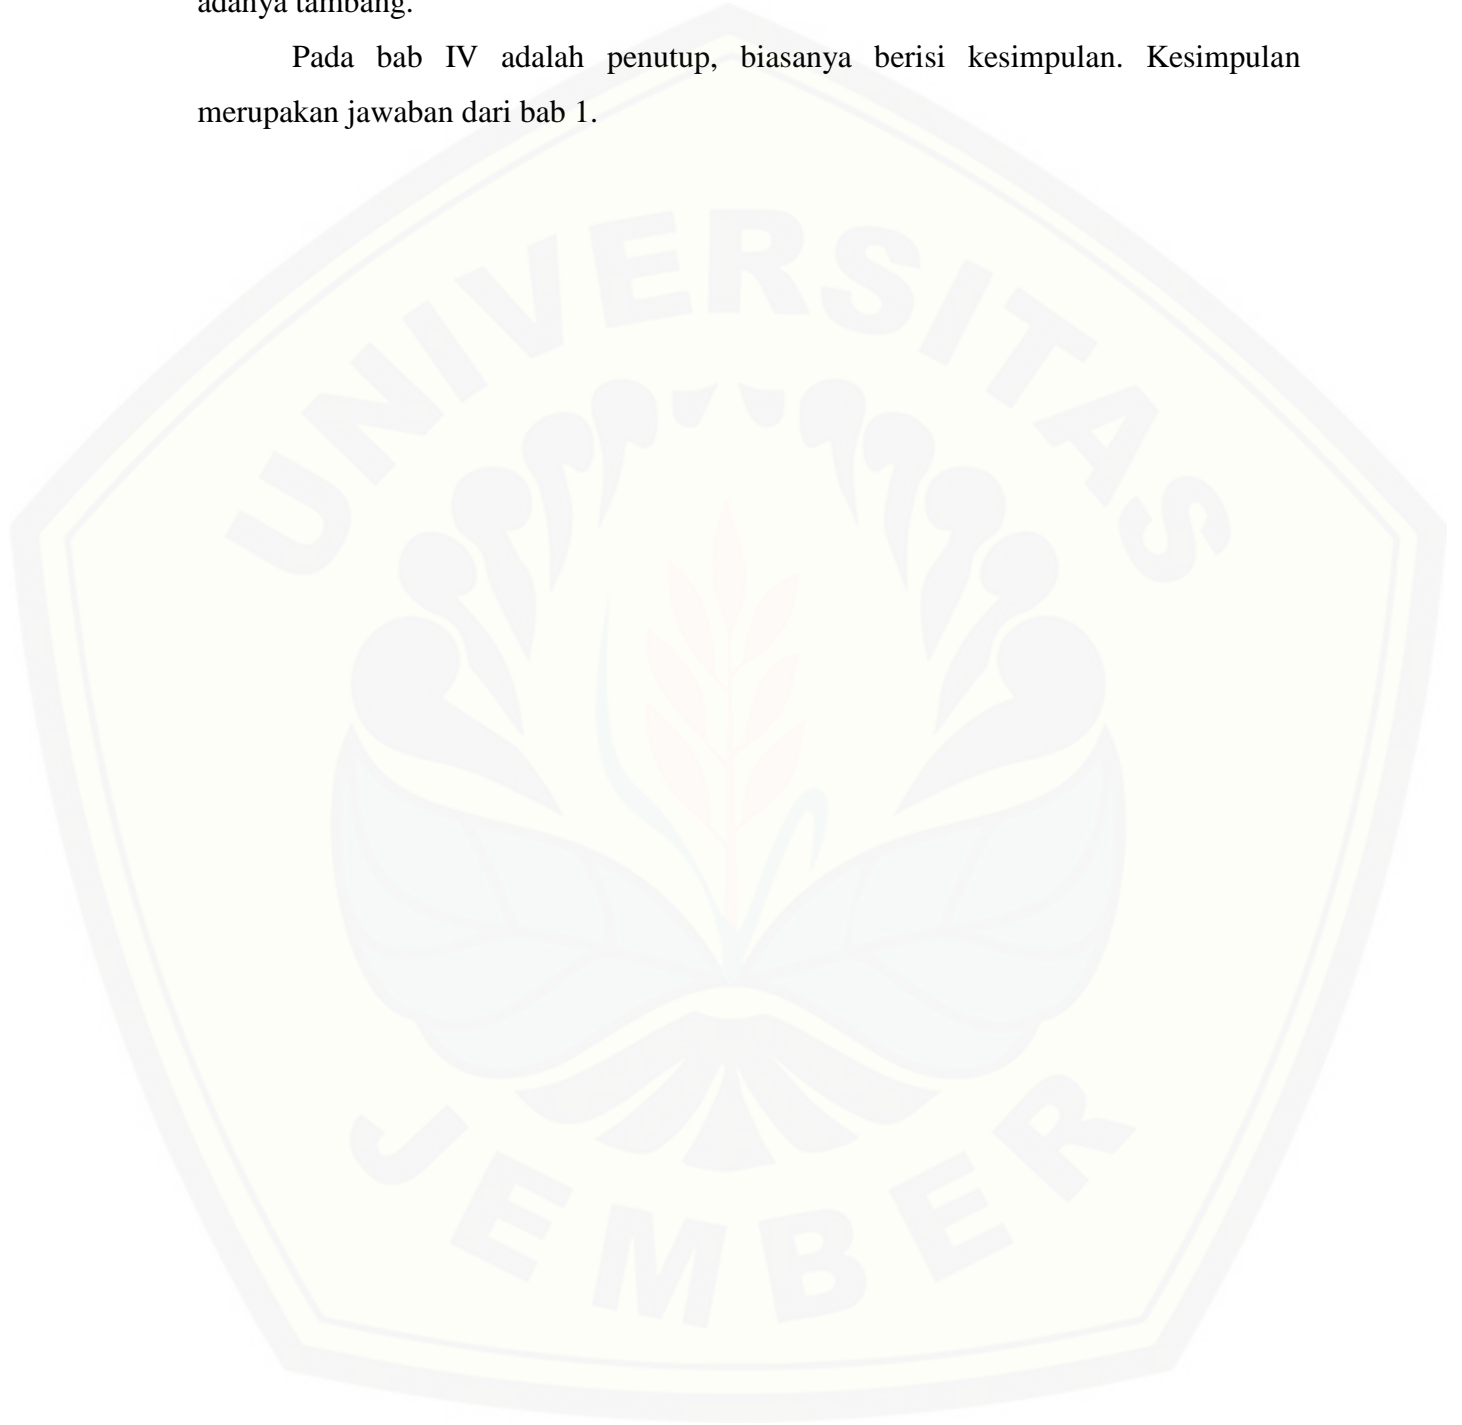 adanya tambang.
Pada bab IV adalah penutup, biasanya berisi kesimpulan. Kesimpulan
merupakan jawaban dari bab 1.
UNIVERSITAS
JEMBER